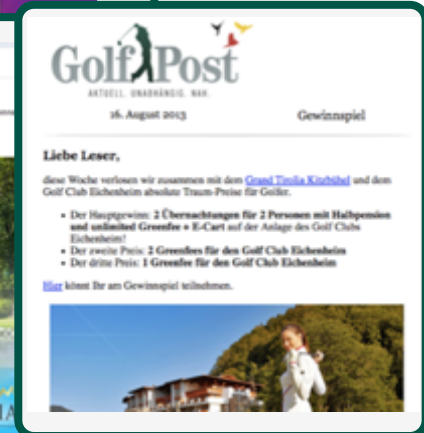 Golf Post
AKTUELL. UNABHÄNGIG. NAH.
16. August 2013 Gewinnspiel
Liebe Leser,
diese Woche verlosen wir zusammen mit dem Grand Tirolia Kitzbühel und dem
Golf Club Eichenheim absolute Traum-Preise für Golfer.
• Der Hauptgewinn: 2 Übernachtungen für 2 Personen mit Halbpension
und unlimited Greenfee + E-Cart auf der Anlage des Golf Clubs
Eichenheim!
• Der zweite Preis: 2 Greenfees für den Golf Club Eichenheim
• Der dritte Preis: 1 Greenfee für den Golf Club Eichenheim
Hier könnt Ihr am Gewinnspiel teilnehmen.